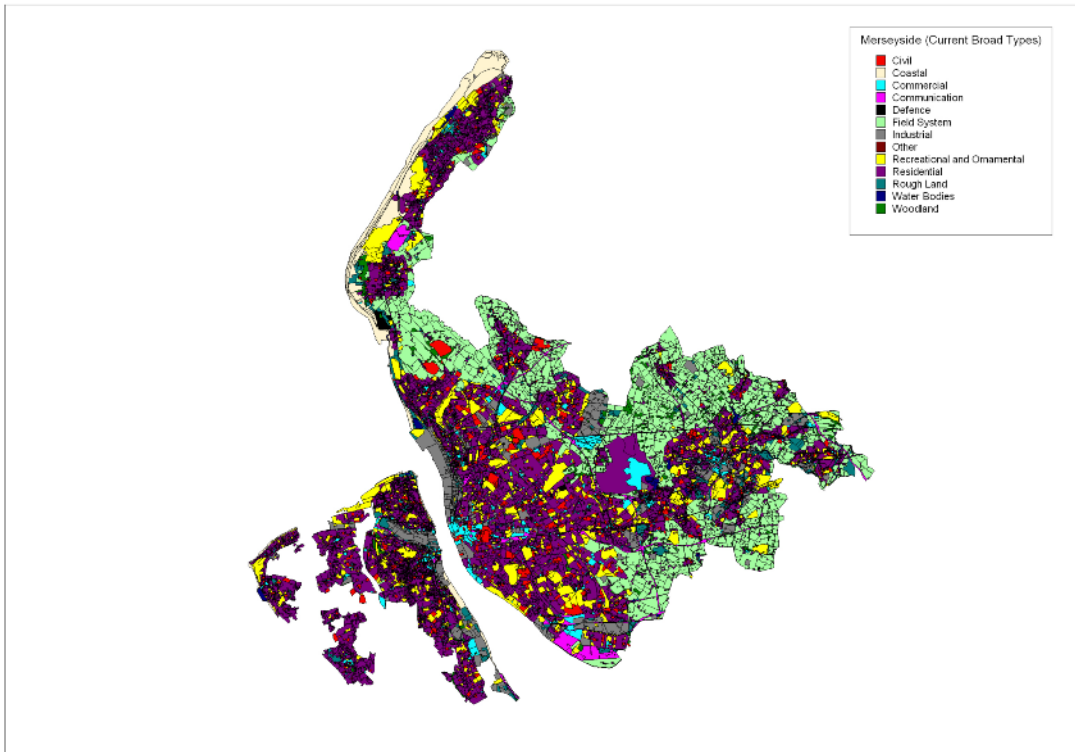 Merseyside (Current Broad Types)
Civil
Coastal
Commercial
Communication
Defence
Field System
Industrial
Other
Recreational and Ornamental
Residential
Rough Land
Water Bodies
Woodland